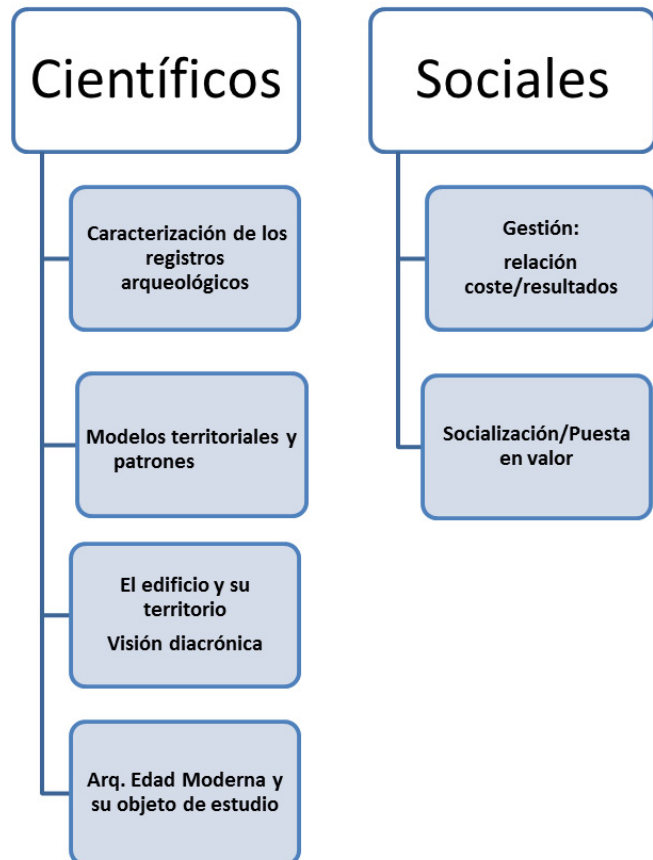 Científicos
Caracterización de los
registros
arqueológicos
Modelos territoriales y
patrones
El edificio y su
territorio
Visión diacrónica
Arq. Edad Moderna y
su objeto de estudio
Sociales
Gestión:
relación
coste/resultados
Socialización/Puesta
en valor